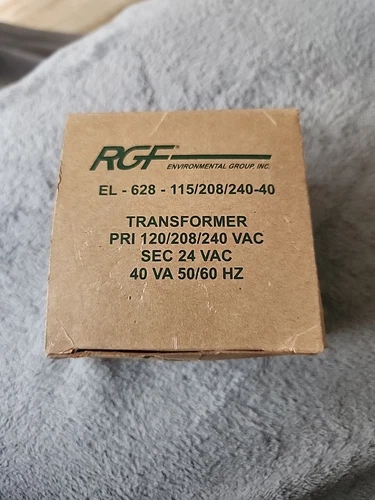 RGF®
ENVIRONMENTAL GROUP, INC.
EL - 628 - 115/208/240-40
TRANSFORMER
PRI 120/208/240 VAC
SEC 24 VAC
40 VA 50/60 HZ